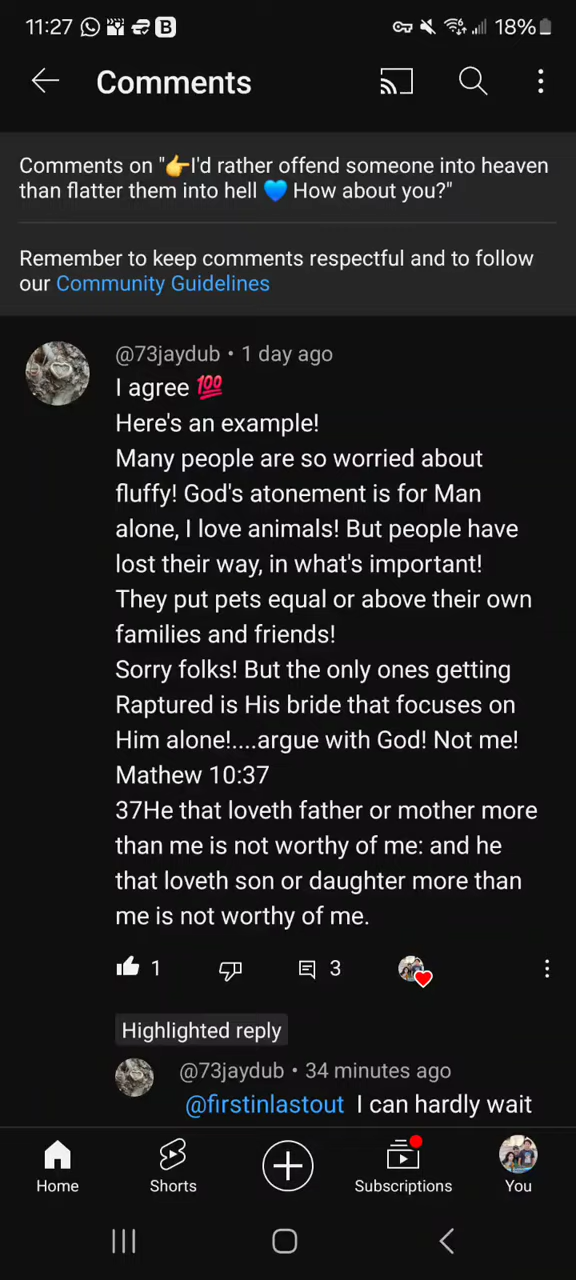 11:27
18%
Comments
Comments on "👉I'd rather offend someone into heaven
than flatter them into hell 💙 How about you?"
Remember to keep comments respectful and to follow
our Community Guidelines
@73jaydub • 1 day ago
I agree 💯
Here's an example!
Many people are so worried about
fluffy! God's atonement is for Man
alone, I love animals! But people have
lost their way, in what's important!
They put pets equal or above their own
families and friends!
Sorry folks! But the only ones getting
Raptured is His bride that focuses on
Him alone!....argue with God! Not me!
Mathew 10:37
37He that loveth father or mother more
than me is not worthy of me: and he
that loveth son or daughter more than
me is not worthy of me.
1 3
Highlighted reply
@73jaydub • 34 minutes ago
@firstinlastout I can hardly wait
Home Shorts Subscriptions You